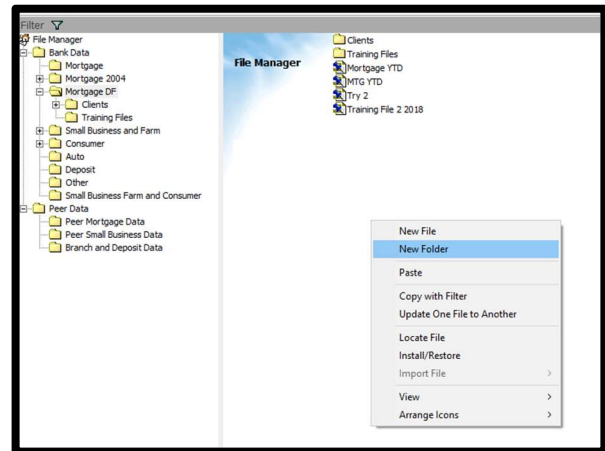 Filter
File Manager
Bank Data
Mortgage
Mortgage 2004
Mortgage DF
Clients
Training Files
Small Business and Farm
Consumer
Auto
Deposit
Other
Small Business Farm and Consumer
Peer Data
Peer Mortgage Data
Peer Small Business Data
Branch and Deposit Data
File Manager
Clients
Training Files
Mortgage YTD
MTG YTD
Try 2
Training File 2 2018
New File
New Folder
Paste
Copy with Filter
Update One File to Another
Locate File
Install/Restore
Import File
View
Arrange Icons